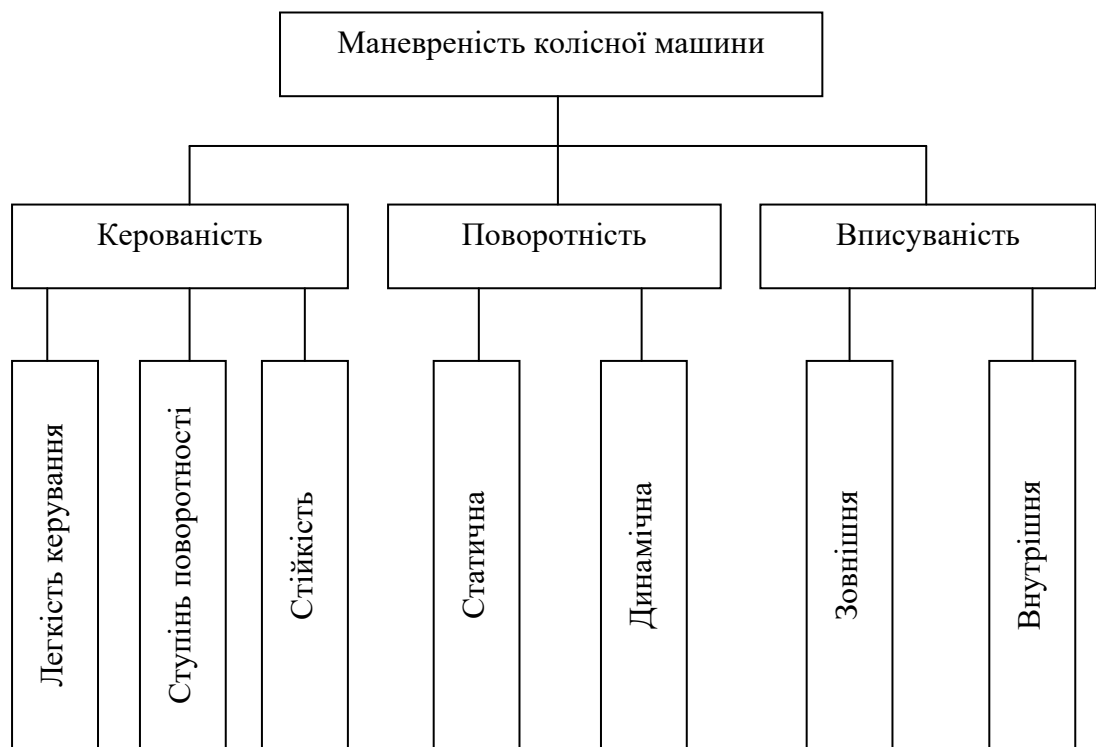 Маневреність колісної машини
Керованість
Поворотність
Вписуваність
Легкість керування
Ступінь поворотності
Стійкість
Статична
Динамічна
Зовнішня
Внутрішня